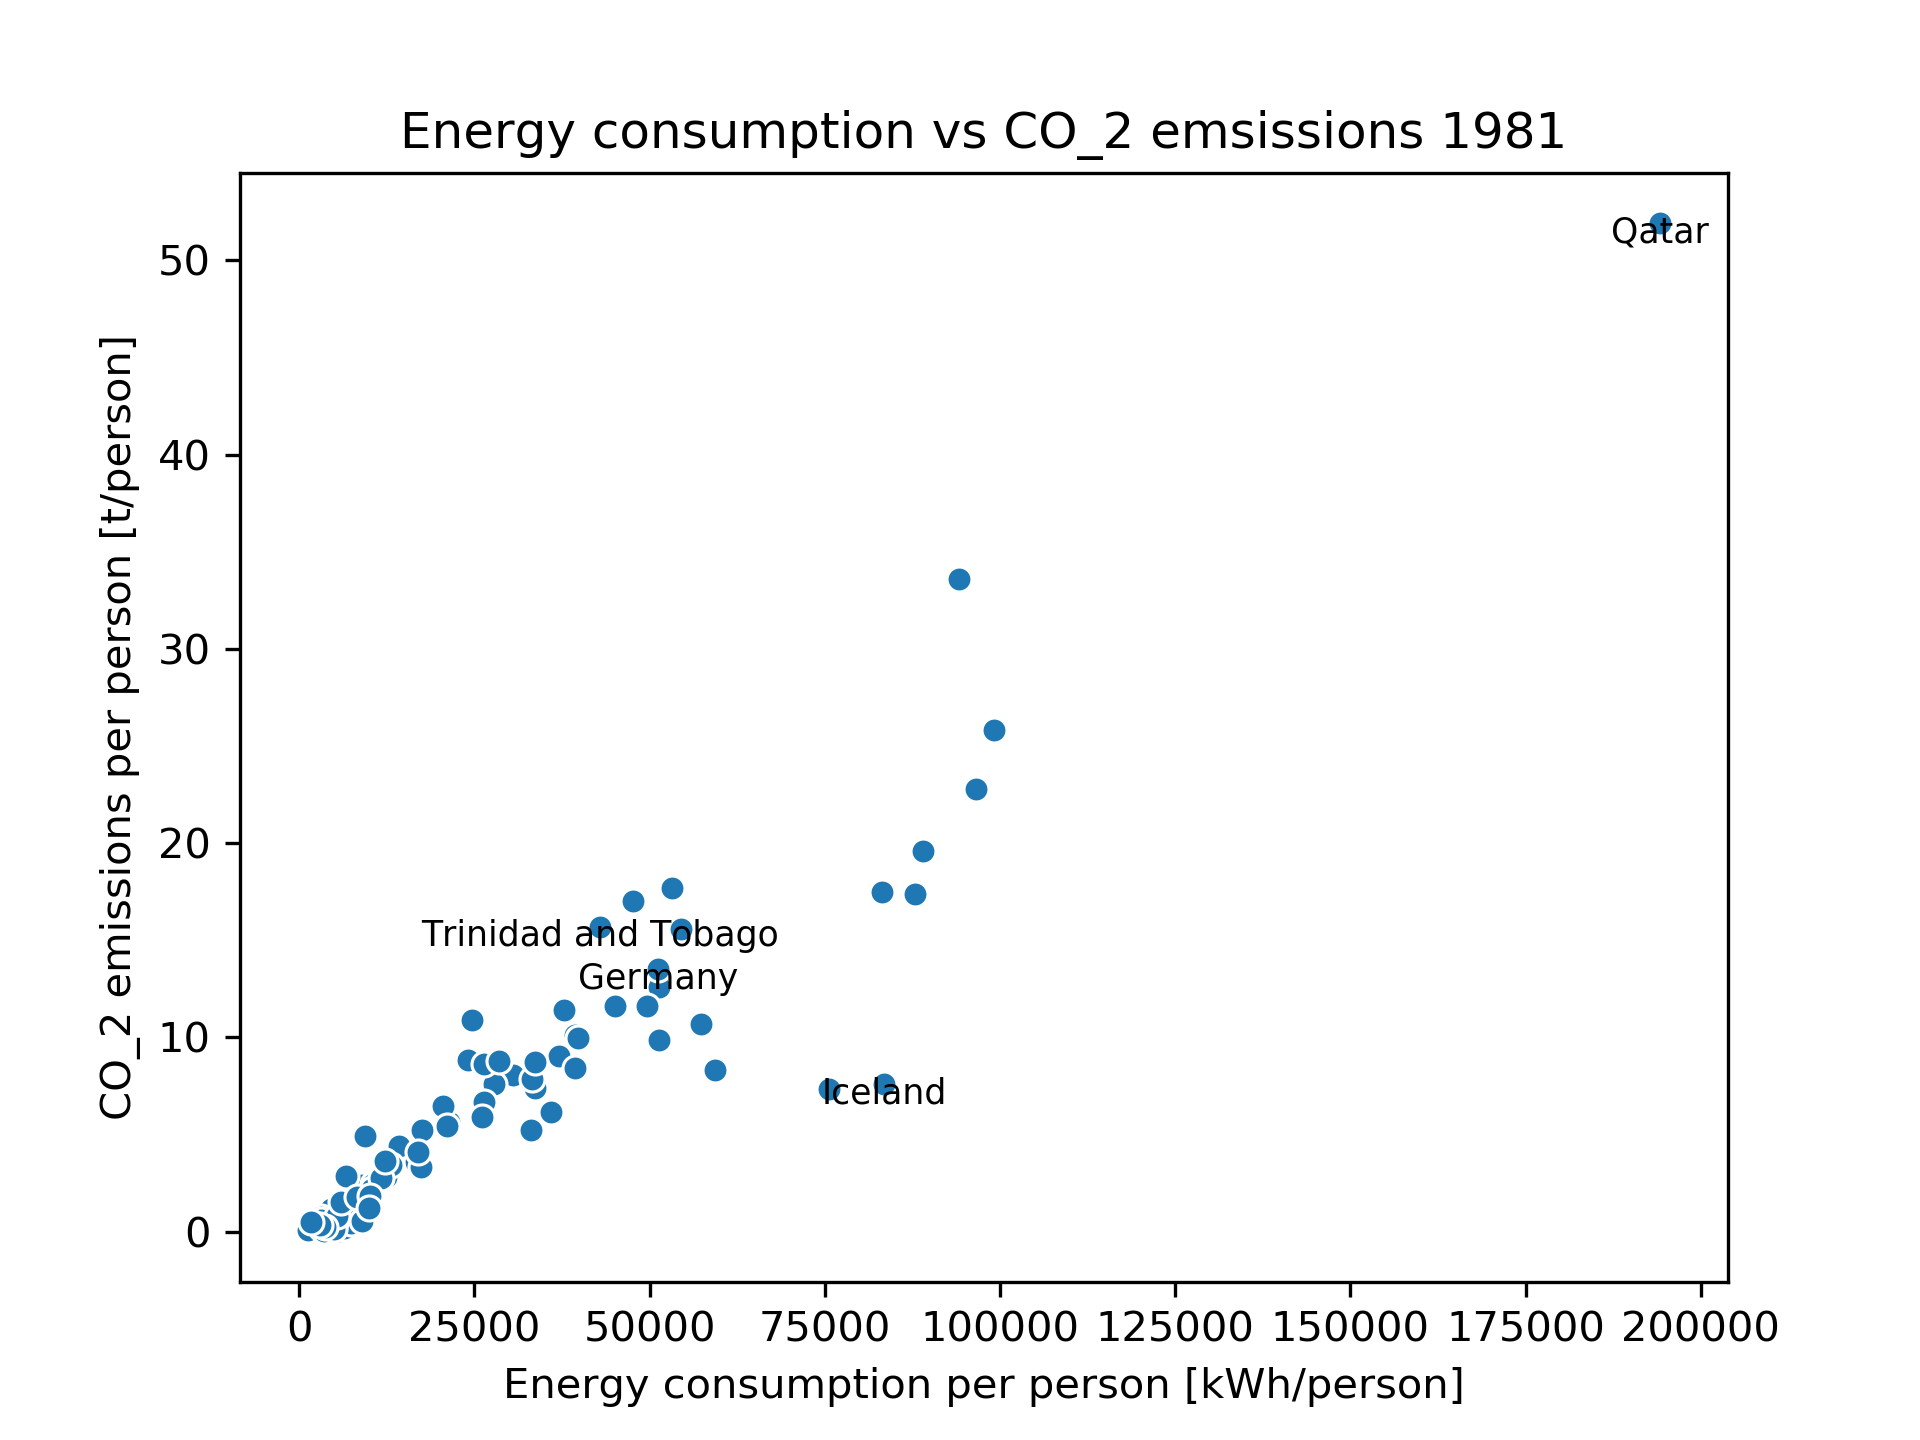 Energy consumption vs CO_2 emsissions 1981
Qatar
50
40
30
20
10
0
CO_2 emissions per person [t/person]
Trinidad and Tobago
Germany
Iceland
0 25000 50000 75000 100000 125000 150000 175000 200000
Energy consumption per person [kWh/person]